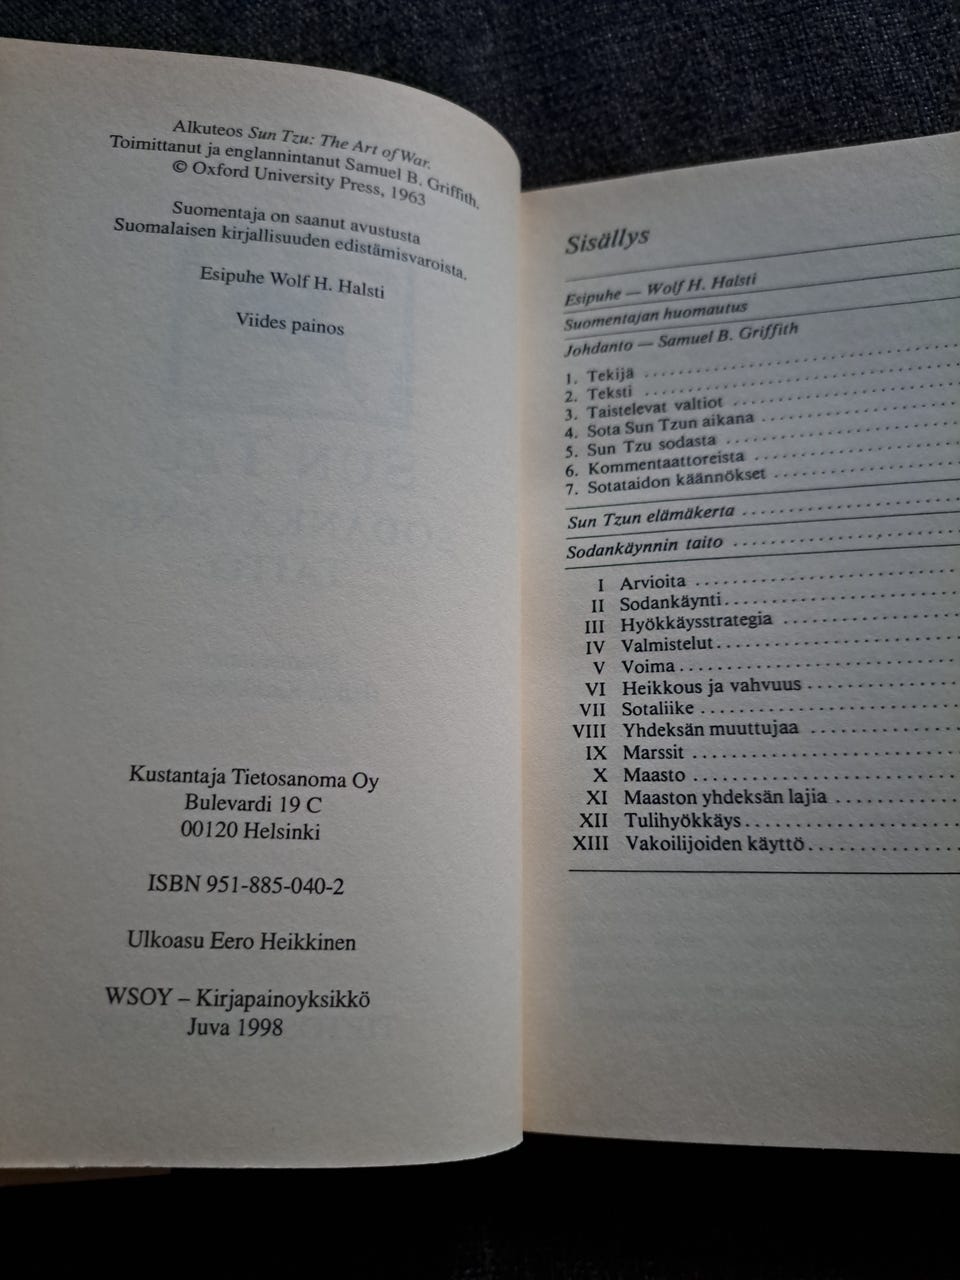 Alkuteos Sun Tzu: The Art of War.
Toimittanut ja englannintanut Samuel B. Griffith.
© Oxford University Press, 1963
Suomentaja on saanut avustusta
Suomalaisen kirjallisuuden edistämisvaroista.
Esipuhe Wolf H. Halsti
Viides painos
Kustantaja Tietosanoma Oy
Bulevardi 19 C
00120 Helsinki
ISBN 951-885-040-2
Ulkoasu Eero Heikkinen
WSOY – Kirjapainoyksikkö
Juva 1998
Sisällys
Esipuhe — Wolf H. Halsti
Suomentajan huomautus
Johdanto — Samuel B. Griffith
1. Tekijä
2. Teksti
3. Taistelevat valtiot
4. Sota Sun Tzun aikana
5. Sun Tzu sodasta
6. Kommentaattoreista
7. Sotataidon käännökset
Sun Tzun elämäkerta
Sodankäynnin taito
I Arvioita
II Sodankäynti
III Hyökkäysstrategia
IV Valmistelut
V Voima
VI Heikkous ja vahvuus
VII Sotaliike
VIII Yhdeksän muuttujaa
IX Marssit
X Maasto
XI Maaston yhdeksän lajia
XII Tulihyökkäys
XIII Vakoilijoiden käyttö